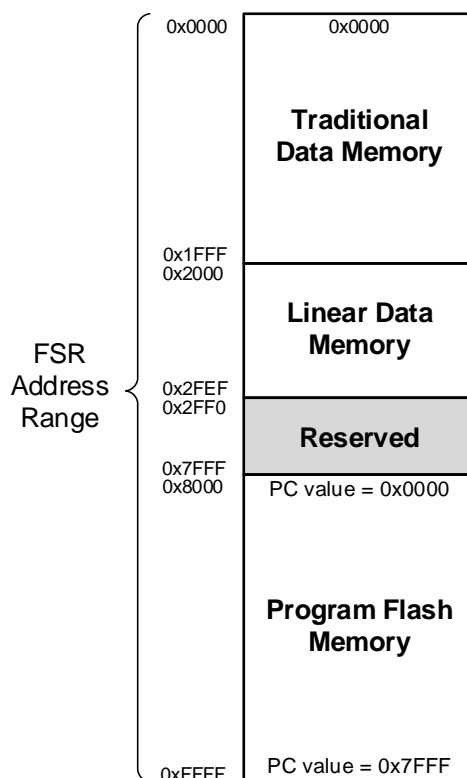 0x0000
0x0000
Traditional
Data Memory
0x1FFF
0x2000
Linear Data
Memory
FSR
Address
Range
0x2FEF
0x2FF0
Reserved
0x7FFF
0x8000
PC value = 0x0000
Program Flash
Memory
PC value = 0x7FFF
0xFFFF